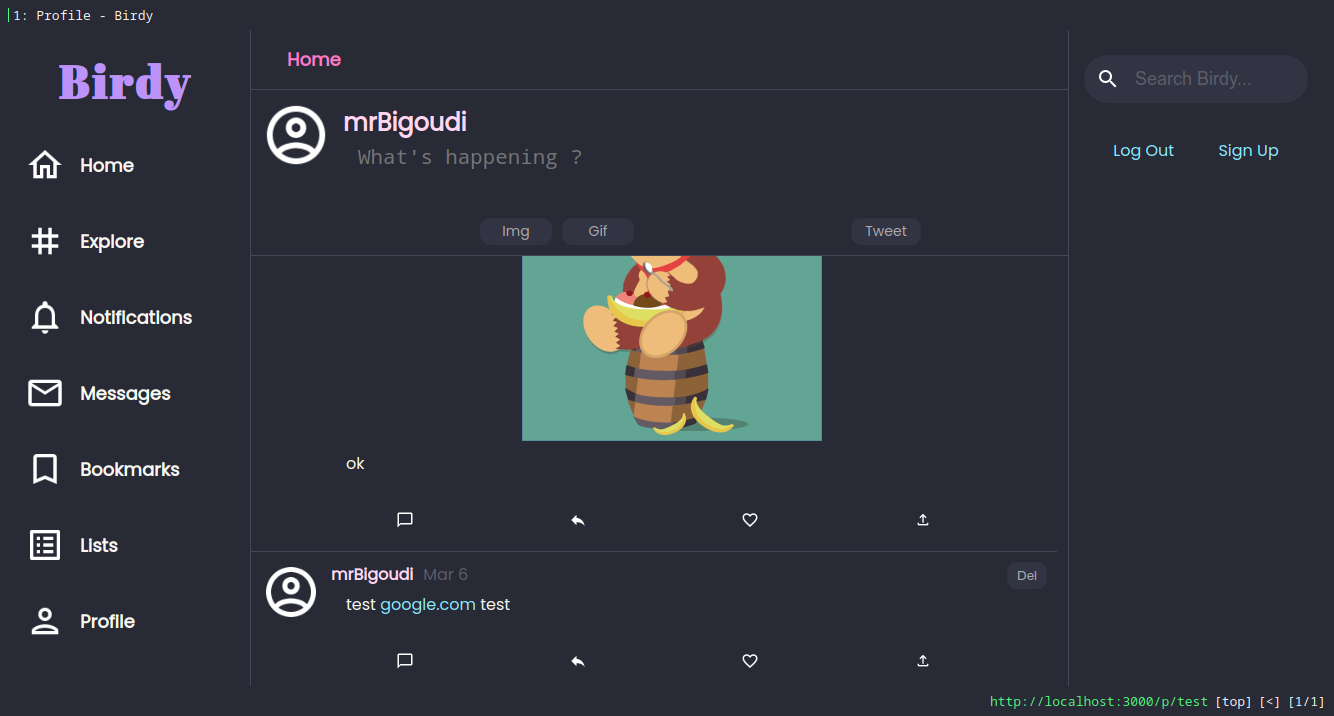 1: Profile - Birdy
Birdy
Home
Explore
Notifications
Messages
Bookmarks
Lists
Profile
Home
mrBigoudi
What's happening ?
Img Gif Tweet
ok
mrBigoudi Mar 6 Del
test google.com test
Search Birdy...
Log Out Sign Up
http://localhost:3000/p/test [top] [<] [1/1]